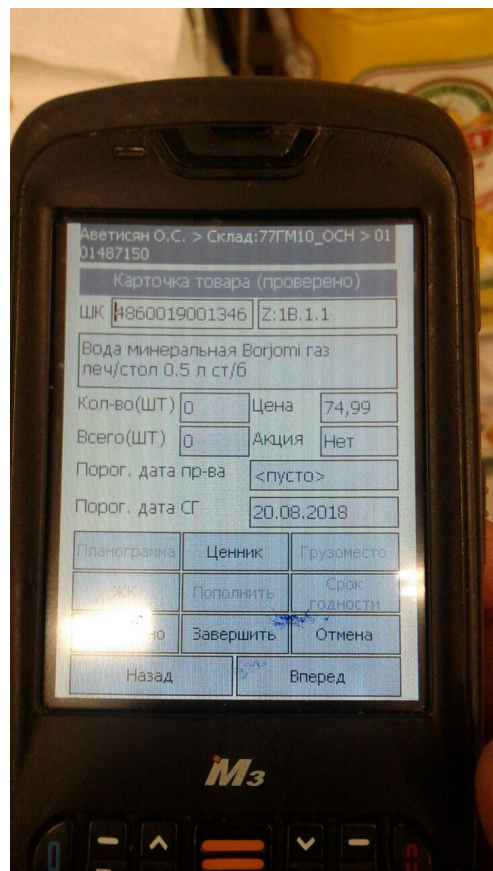 Аветисян О.С. > Склад:77ГМ10_ОСН > 01
01487150
Карточка товара (проверено)
ШК 4860019001346 Z:1B.1.1
Вода минеральная Borjomi газ
леч/стол 0.5 л ст/б
Кол-во(ШТ) 0 Цена 74,99
Всего(ШТ) 0 Акция Нет
Порог. дата пр-ва <пусто>
Порог. дата СГ 20.08.2018
Планограмма Ценник Грузоместо
ЖК Пополнить Срок
годности
Завершить Отмена
Назад Вперед
M3